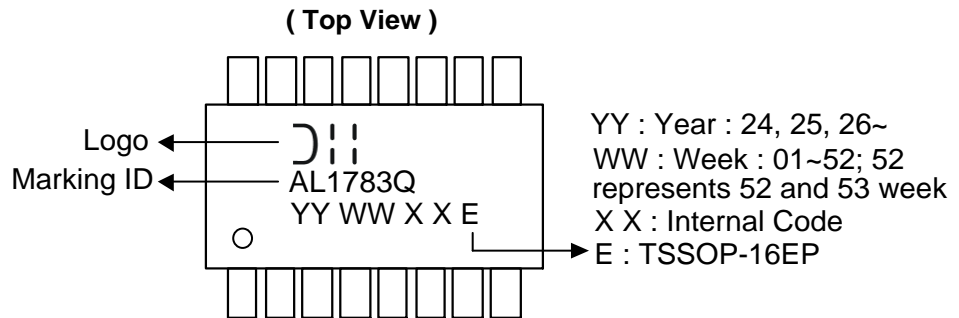 ( Top View )
Logo
Marking ID
AL1783Q
YY WW X X E
YY : Year : 24, 25, 26~
WW : Week : 01~52; 52
represents 52 and 53 week
X X : Internal Code
E : TSSOP-16EP